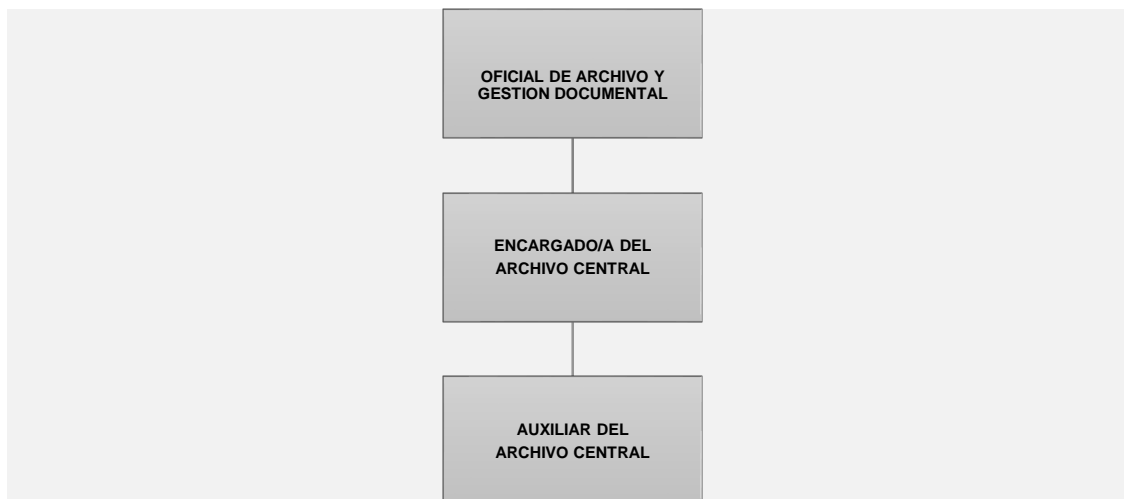 OFICIAL DE ARCHIVO Y
GESTION DOCUMENTAL
ENCARGADO/A DEL
ARCHIVO CENTRAL
AUXILIAR DEL
ARCHIVO CENTRAL